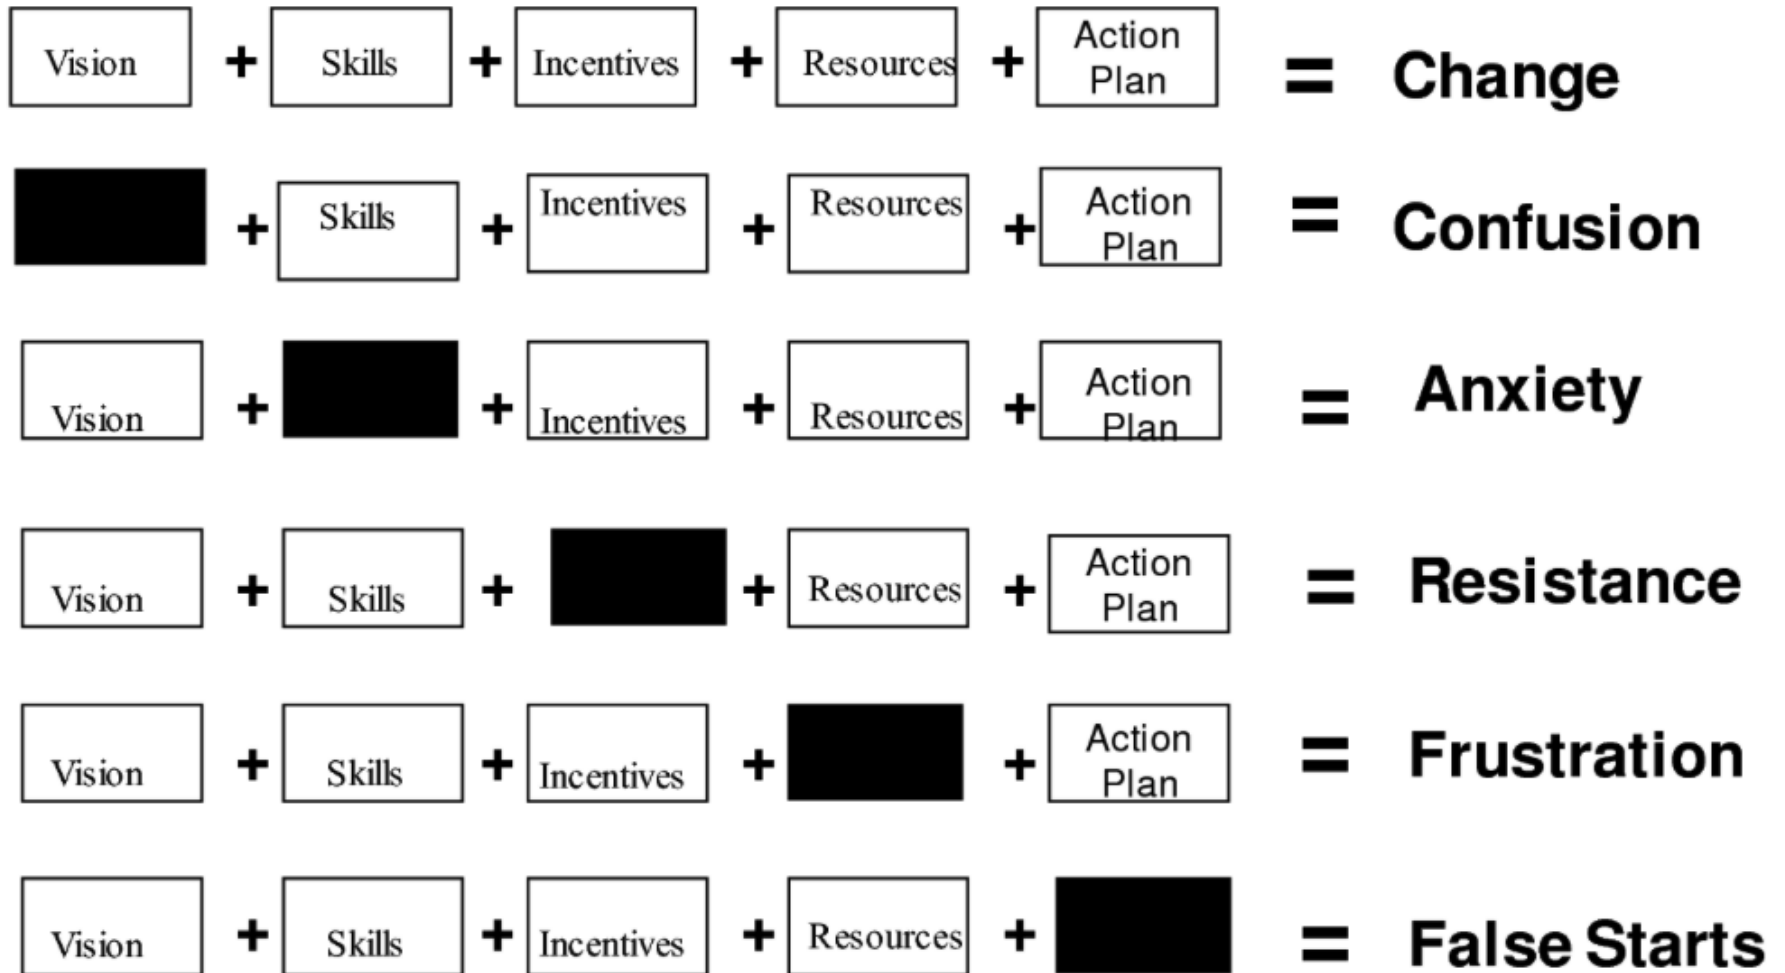 Vision + Skills + Incentives + Resources + Action Plan = Change
+ Skills + Incentives + Resources + Action Plan = Confusion
Vision + + Incentives + Resources + Action Plan = Anxiety
Vision + Skills + + Resources + Action Plan = Resistance
Vision + Skills + Incentives + + Action Plan = Frustration
Vision + Skills + Incentives + Resources + = False Starts